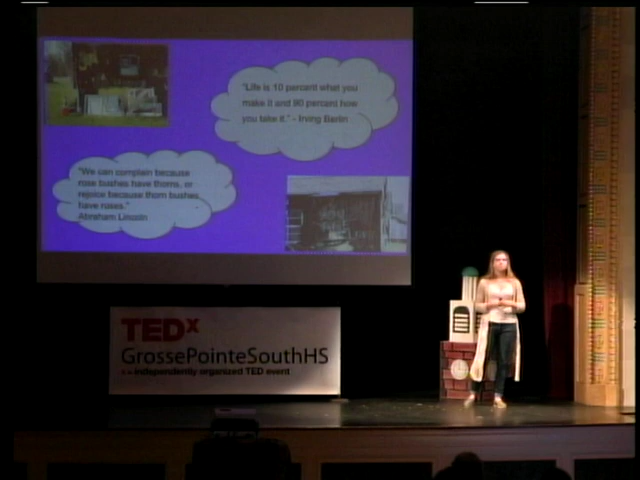 "Life is 10 percent what you
make it and 90 percent how
you take it." - Irving Berlin
"We can complain because
rose bushes have thorns, or
rejoice because thorn bushes
have roses."
Abraham Lincoln
TEDx
GrossePointeSouthHS
x = independently organized TED event